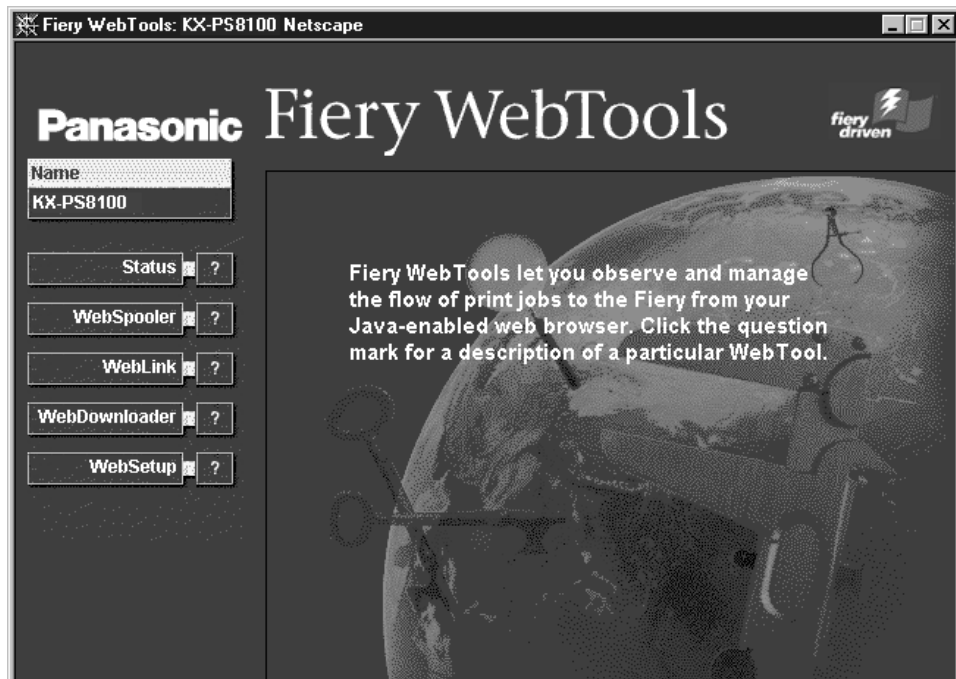 Fiery WebTools: KX-PS8100 Netscape
Panasonic
Fiery WebTools
fiery
driven
Name
KX-PS8100
Status ?
WebSpooler ?
WebLink ?
WebDownloader ?
WebSetup ?
Fiery WebTools let you observe and manage
the flow of print jobs to the Fiery from your
Java-enabled web browser. Click the question
mark for a description of a particular WebTool.